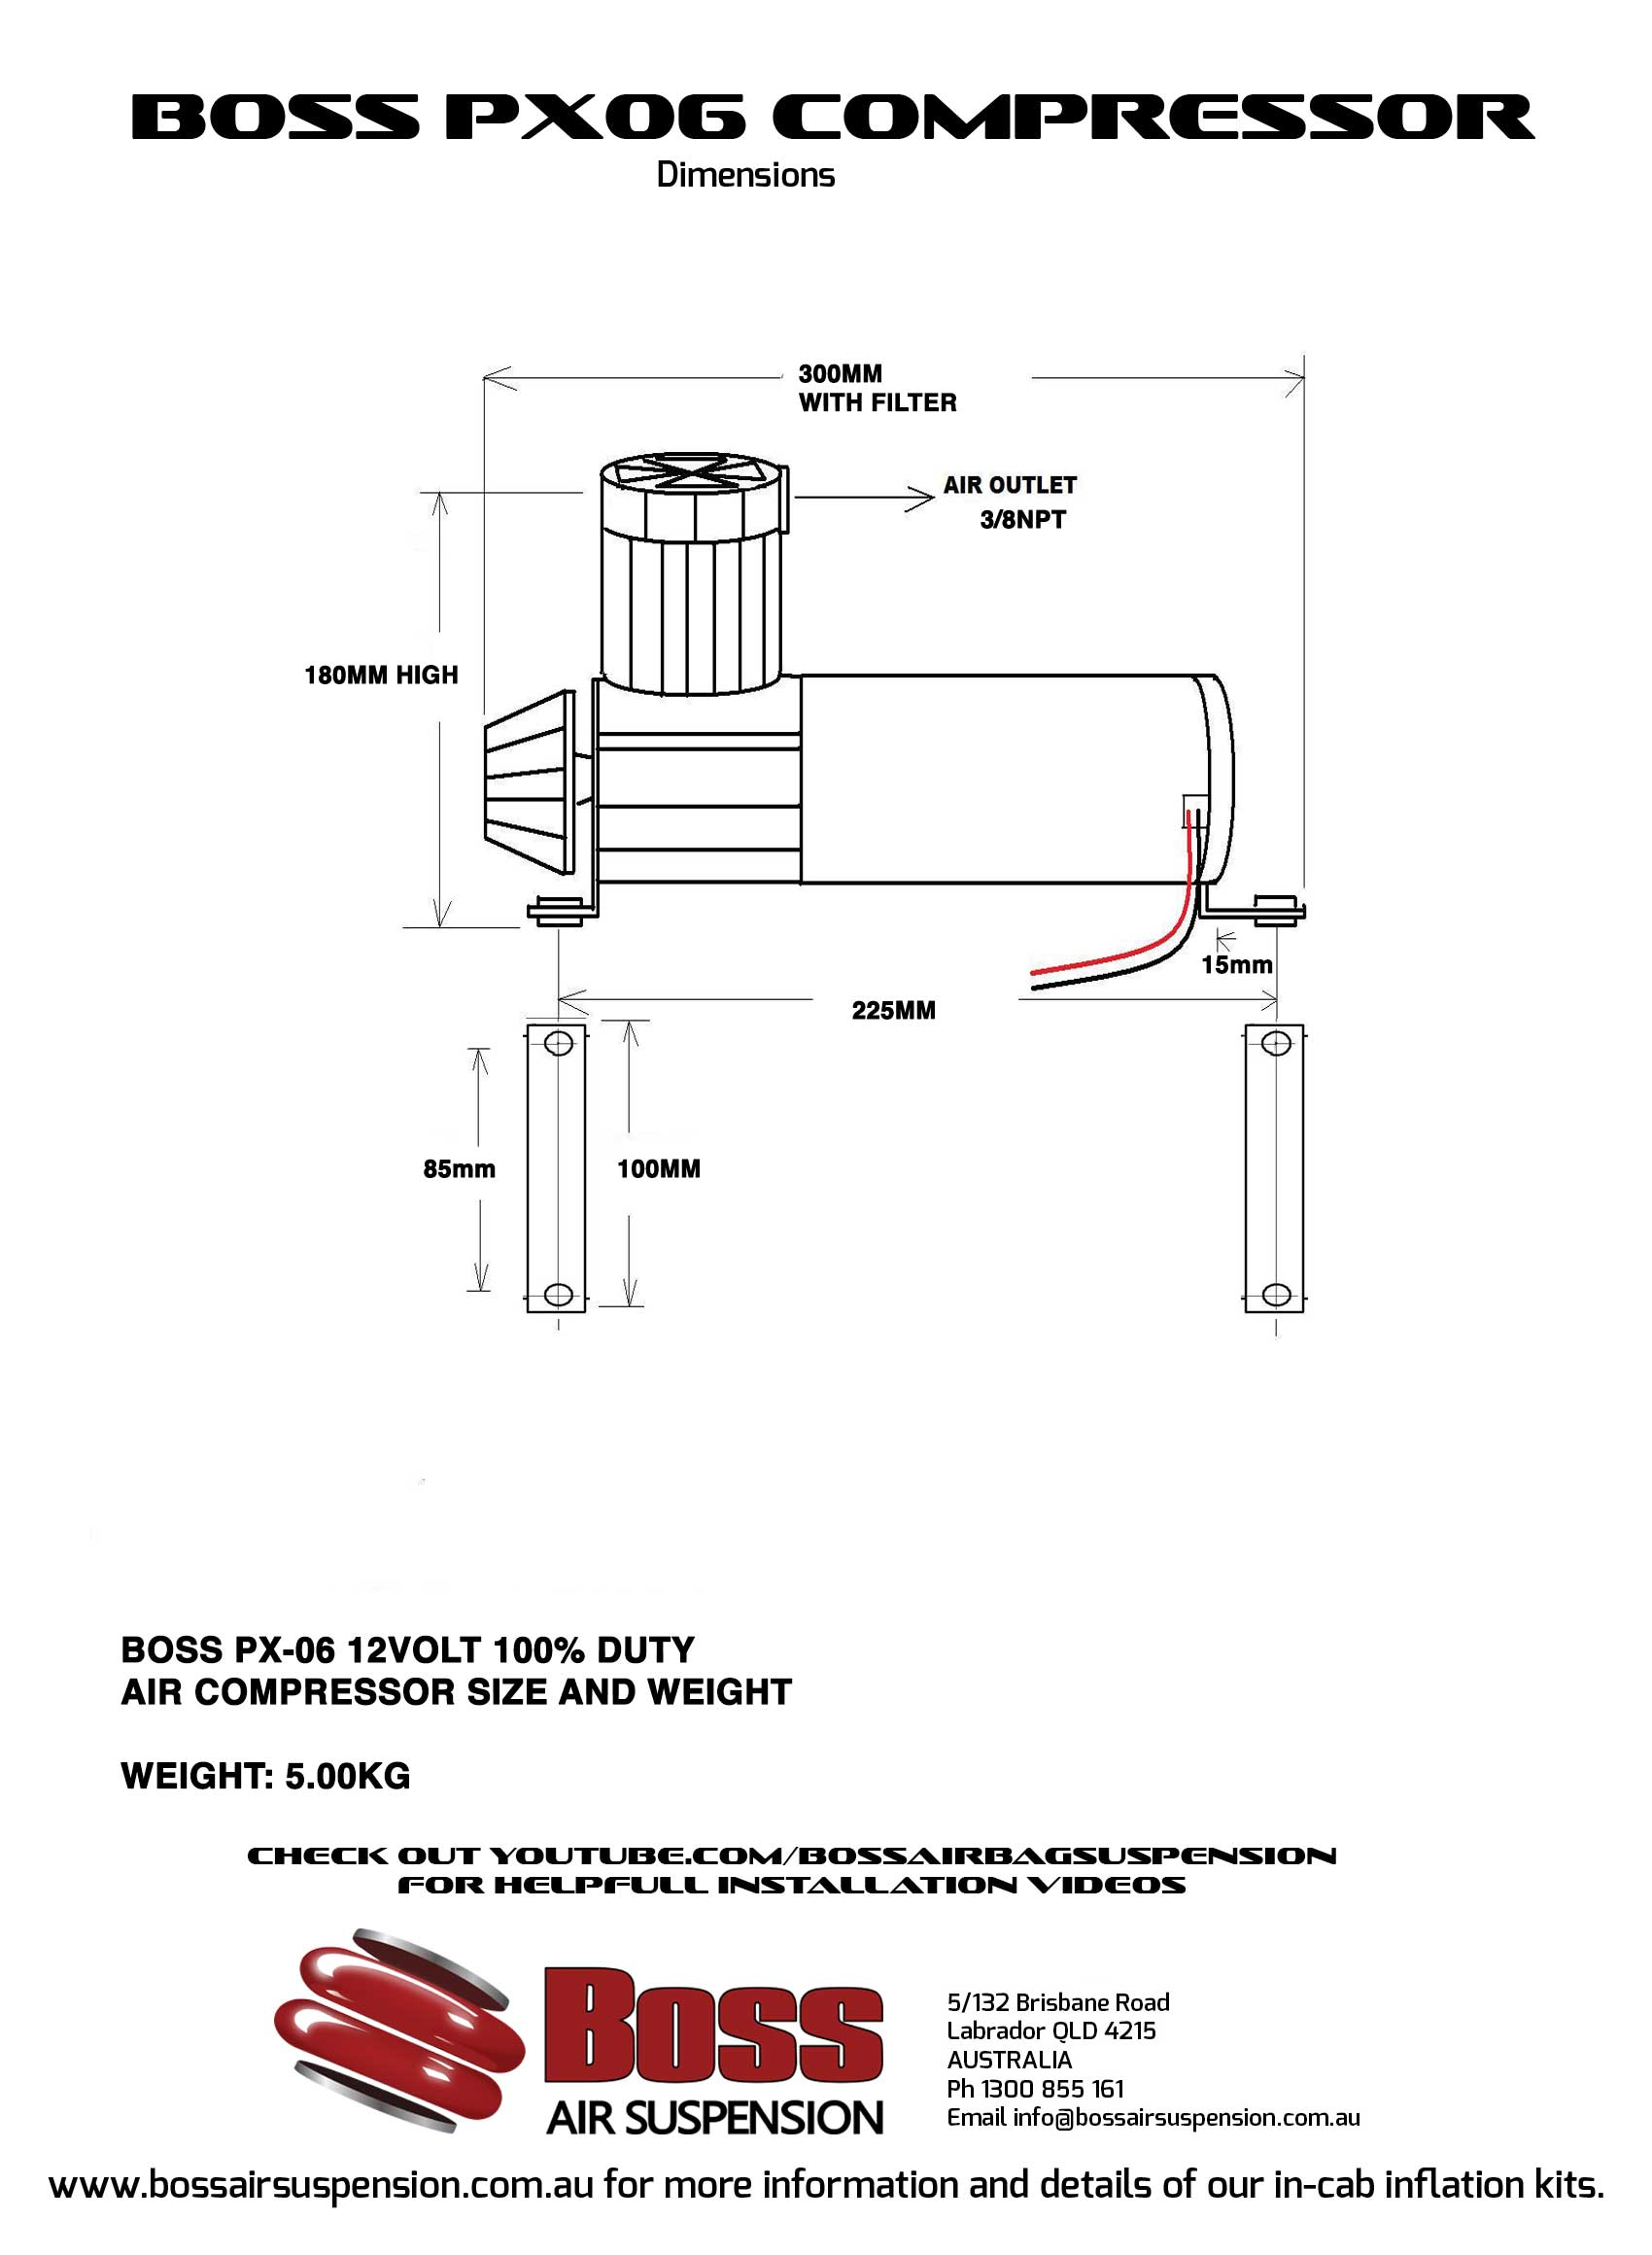 BOSS PX06 COMPRESSOR
Dimensions
300MM
WITH FILTER
AIR OUTLET
3/8NPT
180MM HIGH
15mm
225MM
85mm
100MM
BOSS PX-06 12VOLT 100% DUTY
AIR COMPRESSOR SIZE AND WEIGHT
WEIGHT: 5.00KG
CHECK OUT YOUTUBE.COM/BOSSAIRBAGSUSPENSION
FOR HELPFULL INSTALLATION VIDEOS
BOSS
AIR SUSPENSION
5/132 Brisbane Road
Labrador QLD 4215
AUSTRALIA
Ph 1300 855 161
Email info@bossairsuspension.com.au
www.bossairsuspension.com.au for more information and details of our in-cab inflation kits.